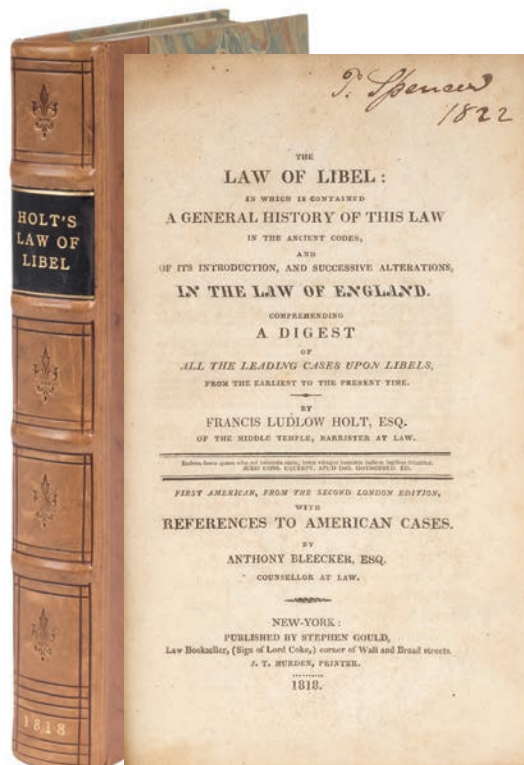 HOLT'S
LAW OF
LIBEL
1818
P. Spencer
1822
THE
LAW OF LIBEL:
IN WHICH IS CONTAINED
A GENERAL HISTORY OF THIS LAW
IN THE ANCIENT CODES,
AND
OF ITS INTRODUCTION, AND SUCCESSIVE ALTERATIONS,
IN THE LAW OF ENGLAND.
COMPREHENDING
A DIGEST
OF
ALL THE LEADING CASES UPON LIBELS,
FROM THE EARLIEST TO THE PRESENT TIME.
BY
FRANCIS LUDLOW HOLT, ESQ.
OF THE MIDDLE TEMPLE, BARRISTER AT LAW.
FIRST AMERICAN, FROM THE SECOND LONDON EDITION,
WITH
REFERENCES TO AMERICAN CASES.
BY
ANTHONY BLEECKER, ESQ.
COUNSELLOR AT LAW.
NEW-YORK:
PUBLISHED BY STEPHEN GOULD,
Law Bookseller, (Sign of Lord Coke,) corner of Wall and Broad streets.
J. T. MURDEN, PRINTER.
1818.